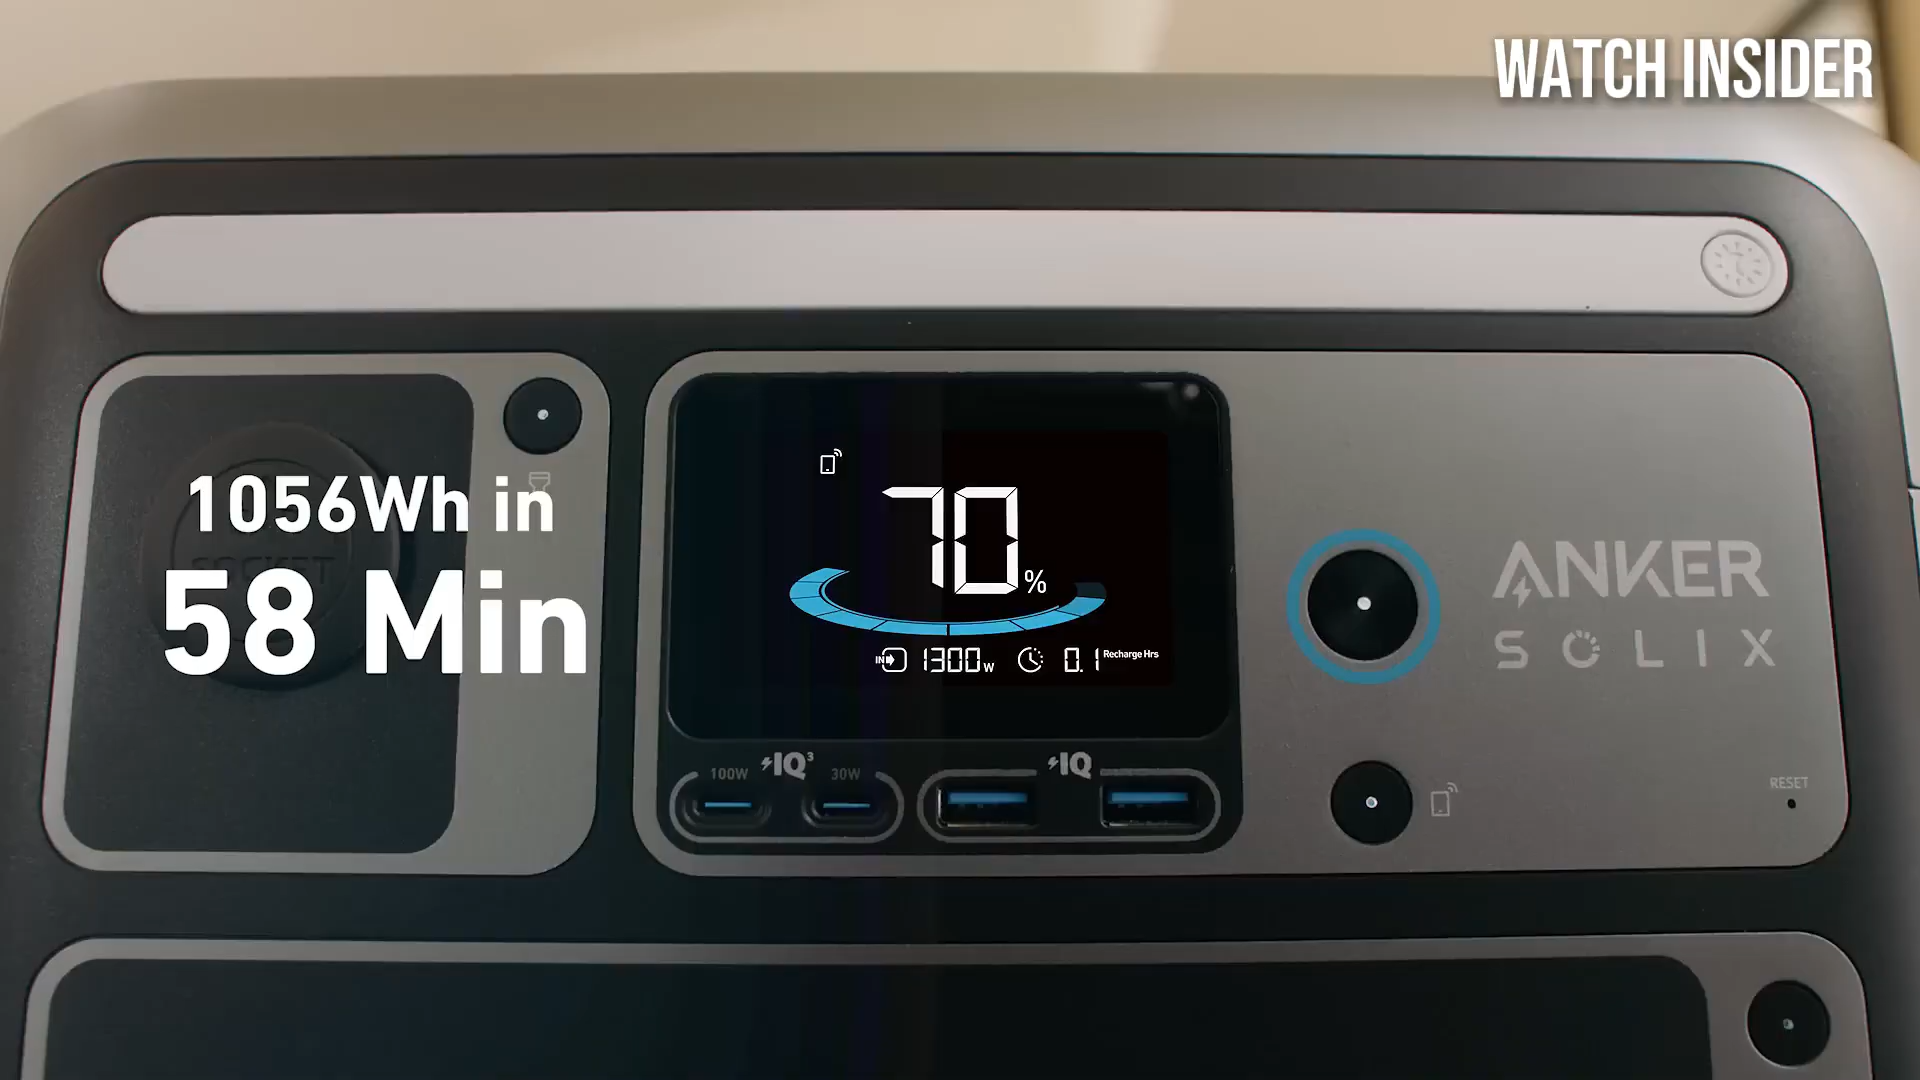 WATCH INSIDER
1056Wh in
58 Min
SOCKET
70%
IN 1300W 0.1 Recharge Hrs
ANKER
SOLIX
100W IQ3 30W
IQ
RESET